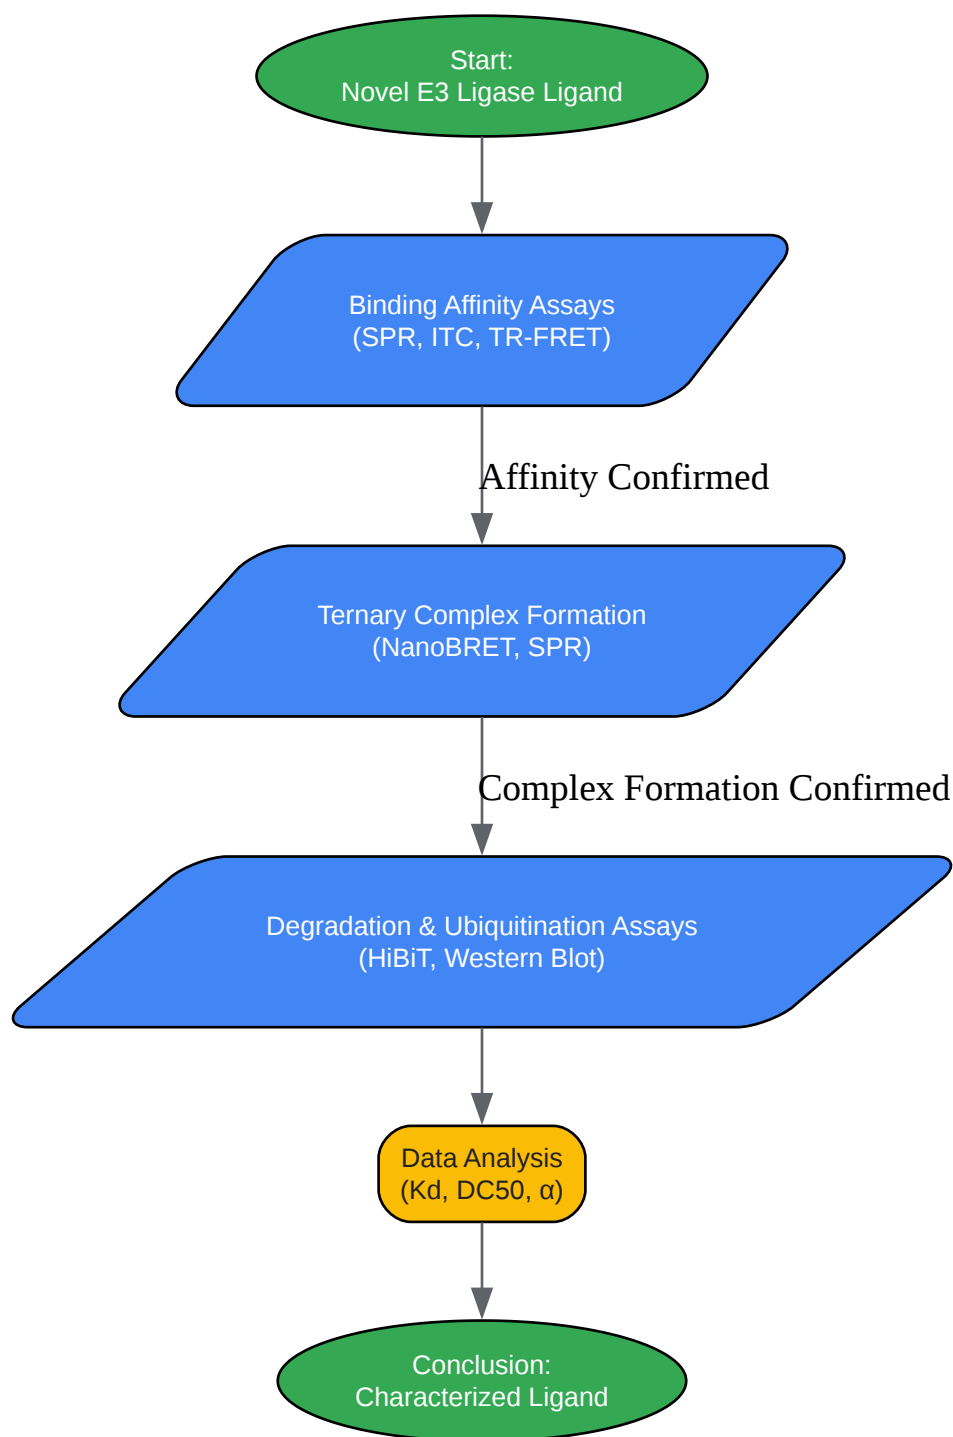 Start:
Novel E3 Ligase Ligand
Binding Affinity Assays
(SPR, ITC, TR-FRET)
Affinity Confirmed
Ternary Complex Formation
(NanoBRET, SPR)
Complex Formation Confirmed
Degradation & Ubiquitination Assays
(HiBiT, Western Blot)
Data Analysis
(Kd, DC50, α)
Conclusion:
Characterized Ligand